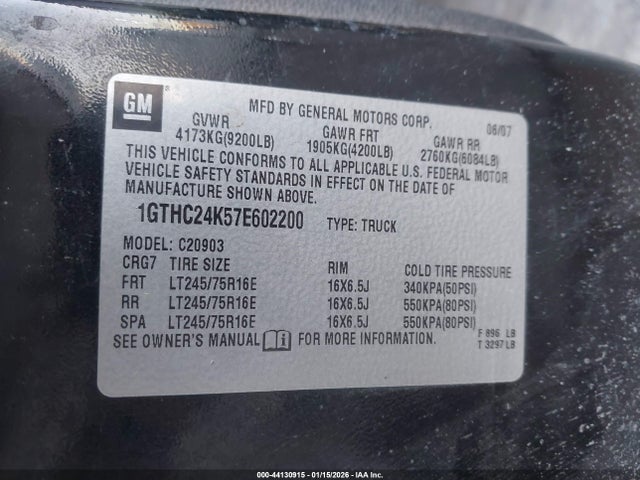 GM
MFD BY GENERAL MOTORS CORP. 06/07
GVWR GAWR FRT GAWR RR
4173KG(9200LB) 1905KG(4200LB) 2760KG(6084LB)
THIS VEHICLE CONFORMS TO ALL APPLICABLE U.S. FEDERAL MOTOR
VEHICLE SAFETY STANDARDS IN EFFECT ON THE DATE OF
MANUFACTURE SHOWN ABOVE.
1GTHC24K57E602200 TYPE: TRUCK
MODEL: C20903
CRG7 TIRE SIZE RIM COLD TIRE PRESSURE
FRT LT245/75R16E 16X6.5J 340KPA(50PSI)
RR LT245/75R16E 16X6.5J 550KPA(80PSI)
SPA LT245/75R16E 16X6.5J 550KPA(80PSI)
SEE OWNER'S MANUAL i FOR MORE INFORMATION.
F 896 LB
T 3297 LB
000-44130915 - 01/15/2026 - IAA Inc.